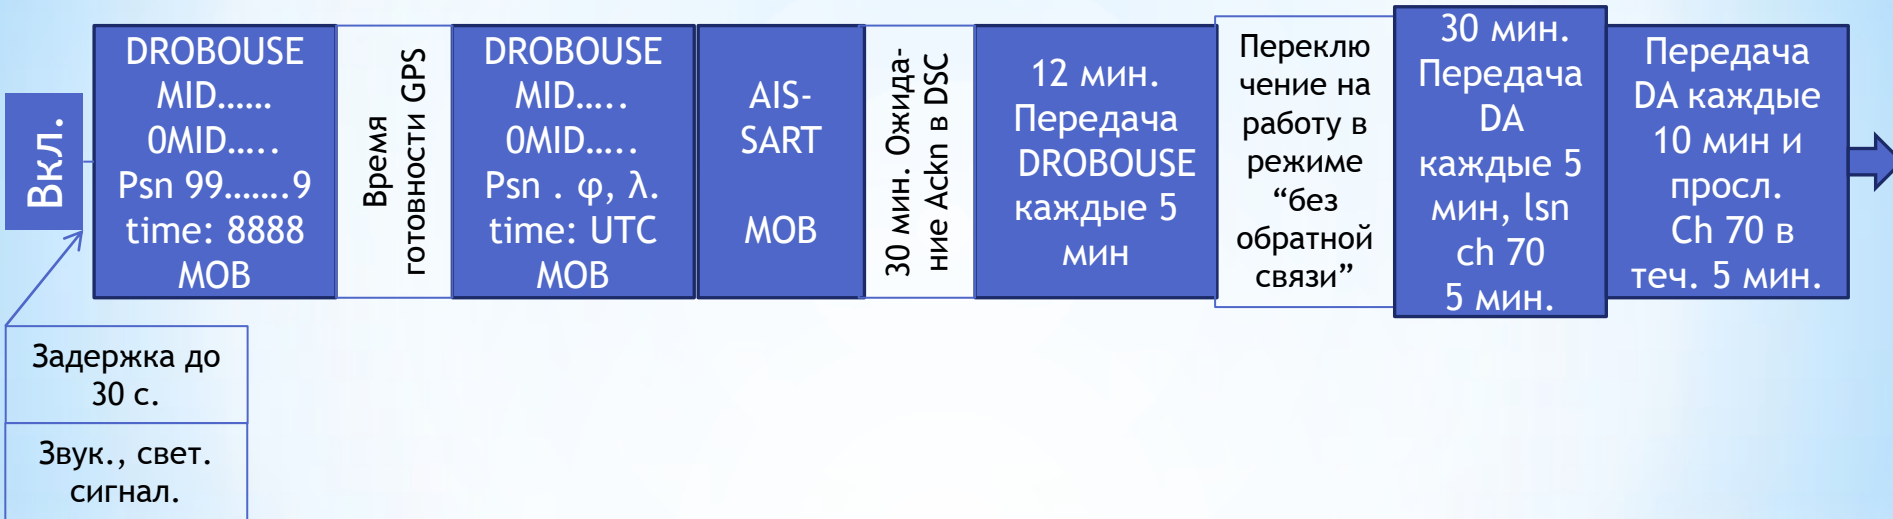 Вкл.
DROBOUSE
MID……
0MID…..
Psn 99…….9
time: 8888
MOB
Время
готовности GPS
DROBOUSE
MID…..
0MID…..
Psn . φ, λ.
time: UTC
MOB
AIS-
SART
MOB
30 мин. Ожида-
ние Ackn в DSC
12 мин.
Передача
DROBOUSE
каждые 5
мин
Переклю
чение на
работу в
режиме
“без
обратной
связи”
30 мин.
Передача
DA
каждые 5
мин, lsn
ch 70
5 мин.
Передача
DA каждые
10 мин и
просл.
Ch 70 в
теч. 5 мин.
Задержка до
30 с.
Звук., свет.
сигнал.